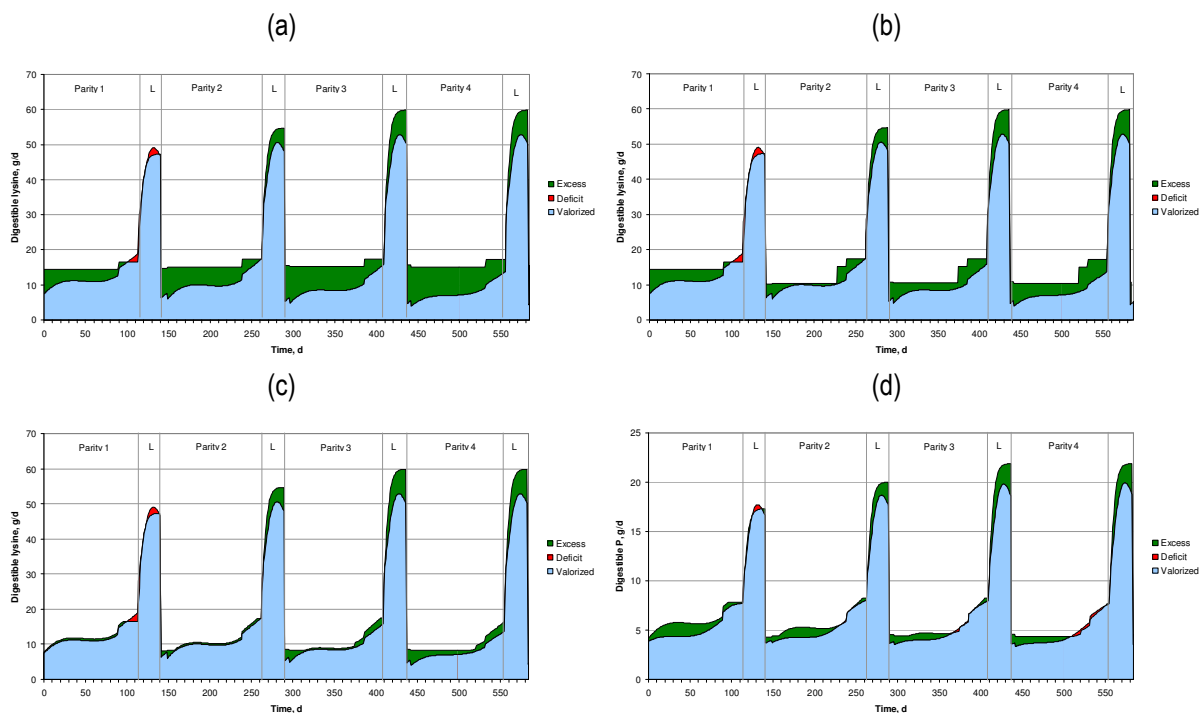 (a)
(b)
70
60
50
40
30
20
10
0
Digestible lysine, g/d
Parity 1
L
Parity 2
L
Parity 3
L
Parity 4
L
0 50 100 150 200 250 300 350 400 450 500 550
Time, d
Excess
Deficit
Valorized
70
60
50
40
30
20
10
0
Digestible lysine, g/d
Parity 1
L
Parity 2
L
Parity 3
L
Parity 4
L
0 50 100 150 200 250 300 350 400 450 500 550
Time, d
Excess
Deficit
Valorized
(c)
(d)
70
60
50
40
30
20
10
0
Digestible lysine, g/d
Parity 1
L
Parity 2
L
Parity 3
L
Parity 4
L
0 50 100 150 200 250 300 350 400 450 500 550
Time, d
Excess
Deficit
Valorized
25
20
15
10
5
0
Digestible P, g/d
Parity 1
L
Parity 2
L
Parity 3
L
Parity 4
L
0 50 100 150 200 250 300 350 400 450 500 550
Time, d
Excess
Deficit
Valorized